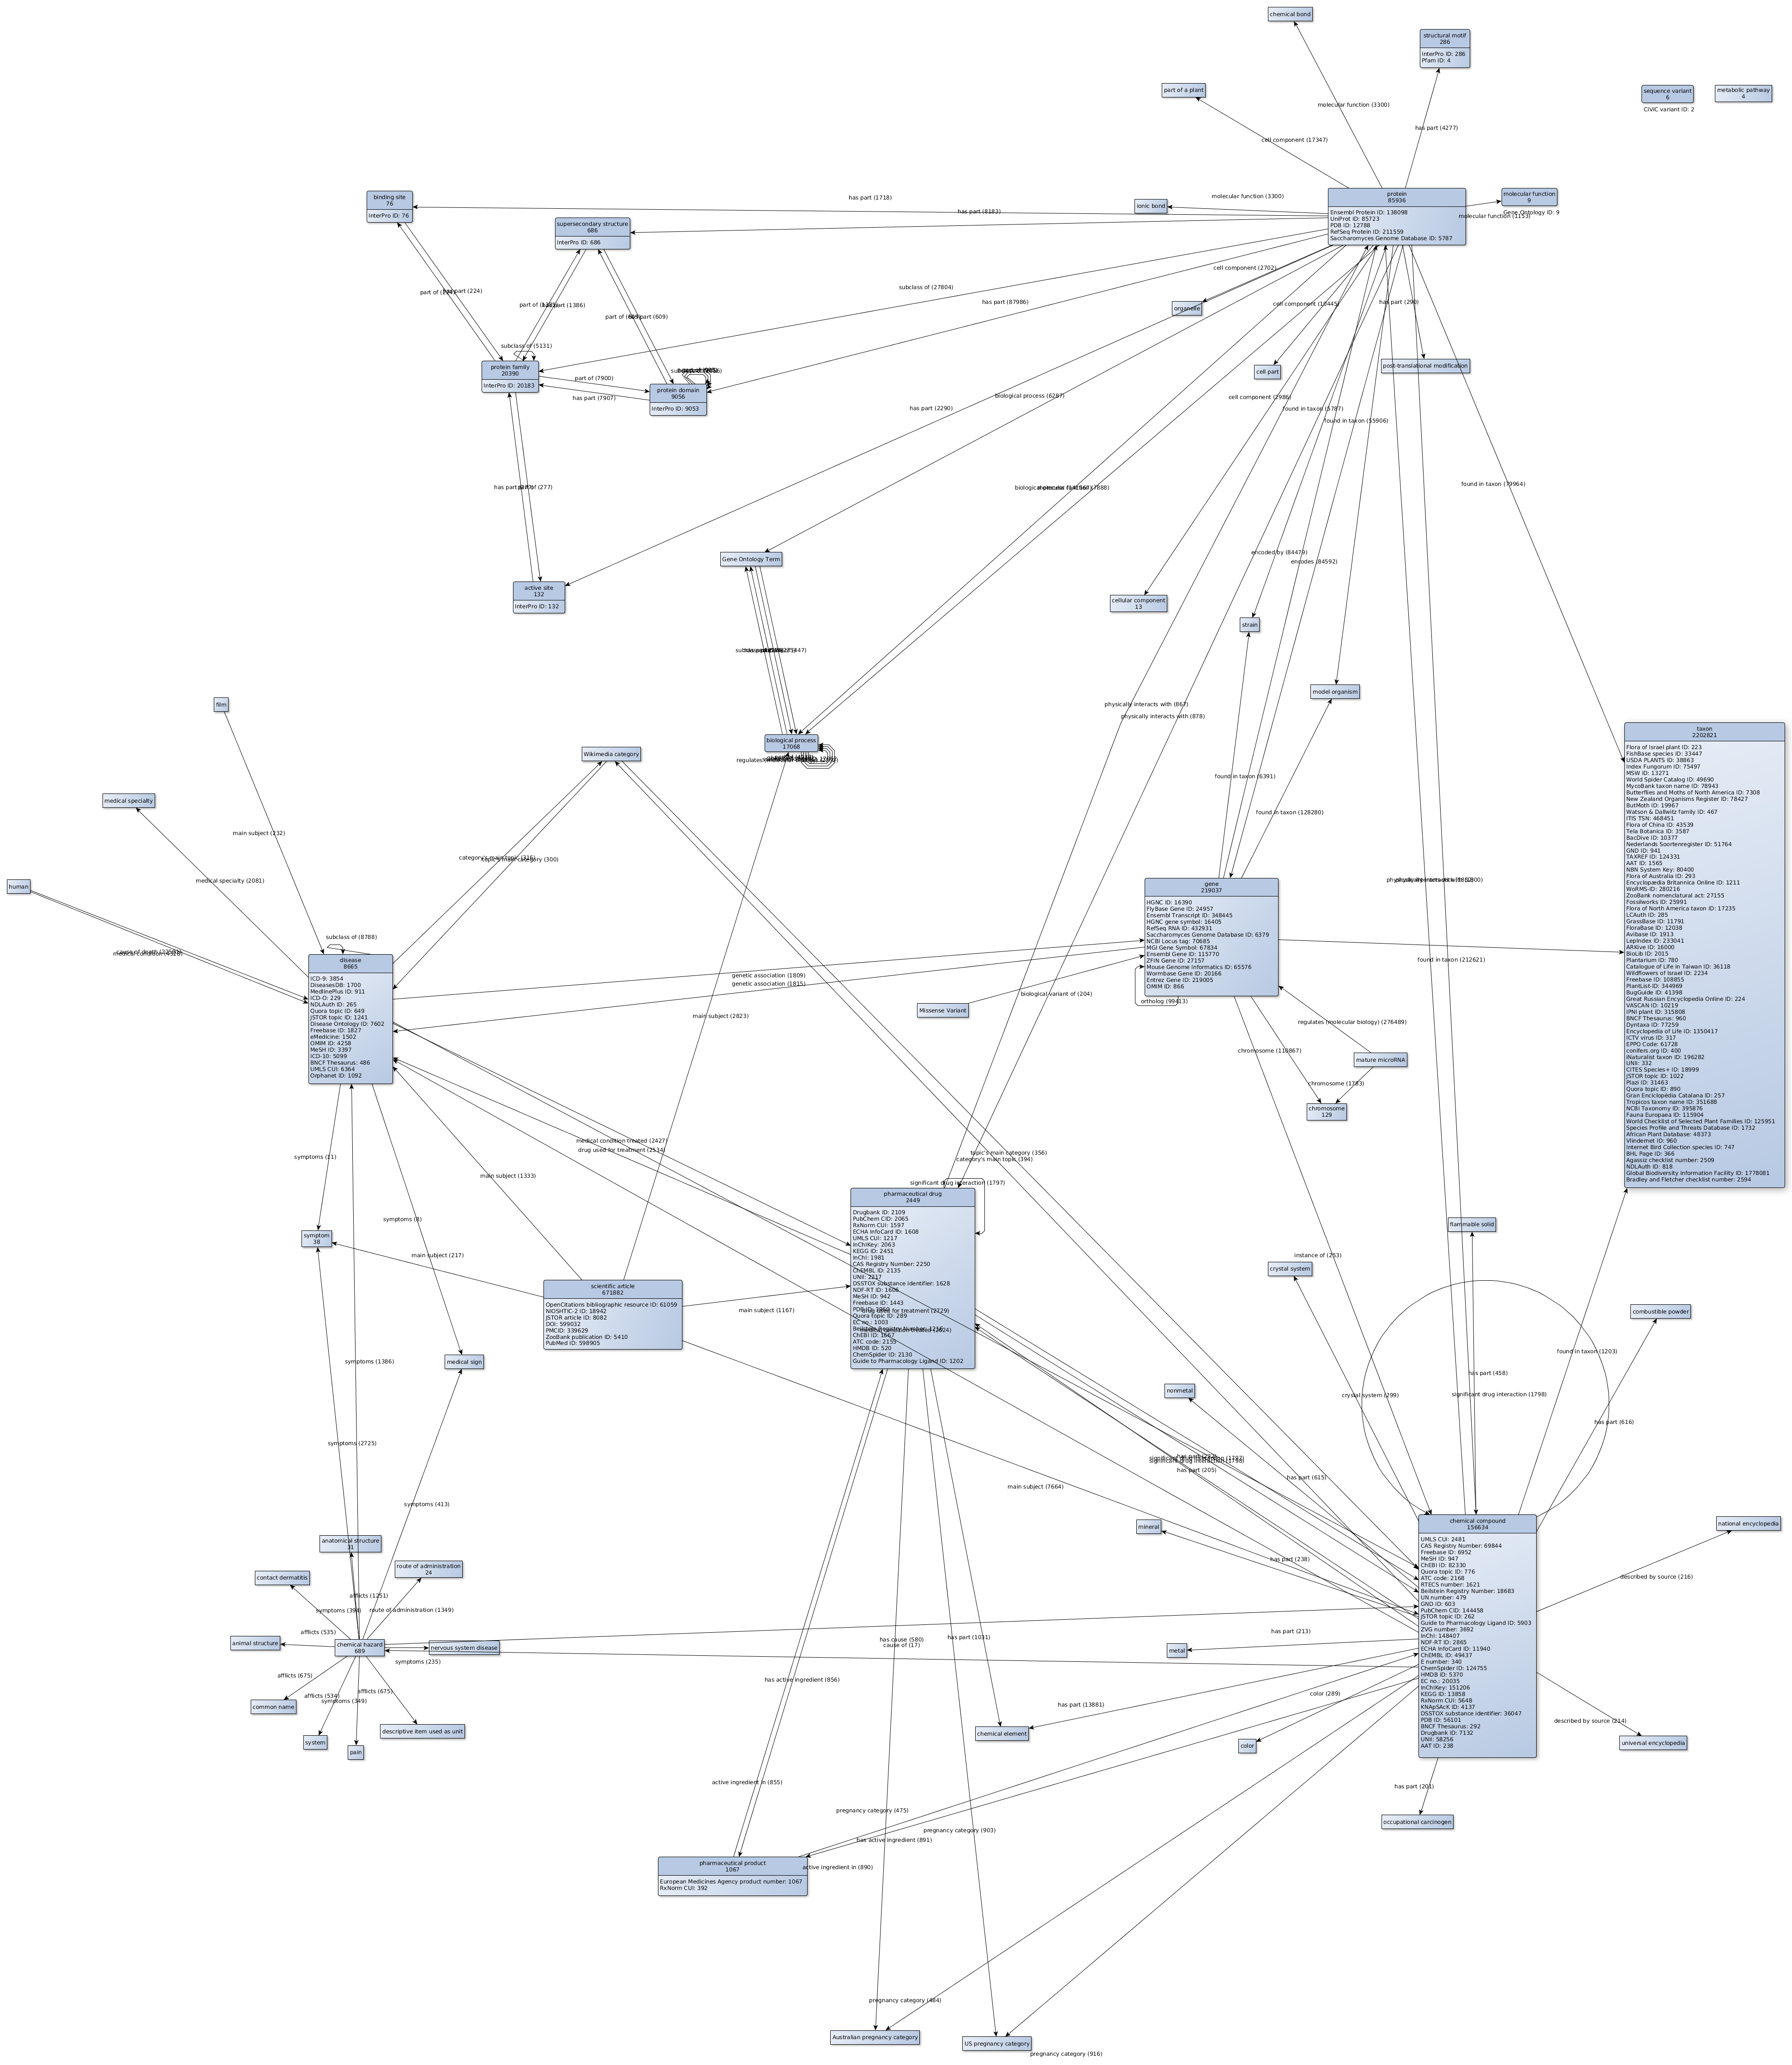 chemical bond
structural motif
286
InterPro ID: 286
Pfam ID: 4
part of a plant
sequence variant
6
CIViC variant ID: 2
metabolic pathway
4
molecular function (3300)
has part (4277)
cell component (17347)
binding site
76
InterPro ID: 76
has part (1718)
has part (8183)
supersecondary structure
686
InterPro ID: 686
ionic bond
molecular function (3300)
protein
85936
Ensembl Protein ID: 138098
UniProt ID: 85723
PDB ID: 12788
RefSeq Protein ID: 211559
Saccharomyces Genome Database ID: 5787
molecular function
9
Gene Ontology ID: 9
molecular function (1153)
cell component (2702)
subclass of (27804)
has part (87986)
organelle
cell component (10445)
has part (290)
has part (224)
has part (1386)
has part (609)
subclass of (5131)
protein family
20390
InterPro ID: 20183
part of (7900)
has part (7907)
protein domain
9056
InterPro ID: 9053
cell part
post-translational modification
biological process (6287)
cell component (2986)
found in taxon (5787)
found in taxon (55906)
has part (2290)
part of (277)
found in taxon (79964)
Gene Ontology Term
active site
132
InterPro ID: 132
encoded by (84479)
encodes (84592)
cellular component
13
strain
model organism
physically interacts with (867)
physically interacts with (878)
film
Wikimedia category
biological process
17068
found in taxon (6391)
found in taxon (128280)
medical specialty
main subject (232)
medical specialty (2081)
topic's main category (300)
human
subclass of (8788)
disease
8665
ICD-9: 3854
DiseasesDB: 1700
MedlinePlus ID: 911
ICD-O: 229
NDLAuth ID: 265
Quora topic ID: 649
JSTOR topic ID: 1241
Disease Ontology ID: 7602
Freebase ID: 1827
eMedicine: 1502
OMIM ID: 4258
MeSH ID: 3397
ICD-10: 5099
BNCF Thesaurus: 486
UMLS CUI: 6364
Orphanet ID: 1092
genetic association (1809)
genetic association (1815)
main subject (2823)
gene
219037
HGNC ID: 16390
FlyBase Gene ID: 24957
Ensembl Transcript ID: 348445
HGNC gene symbol: 16405
RefSeq RNA ID: 432931
Saccharomyces Genome Database ID: 6379
NCBI Locus tag: 70685
MGI Gene Symbol: 67834
Ensembl Gene ID: 115770
ZFIN Gene ID: 27157
Mouse Genome Informatics ID: 65576
Wormbase Gene ID: 20166
Entrez Gene ID: 219005
OMIM ID: 866
ortholog (99413)
biological variant of (204)
Missense Variant
found in taxon (212621)
regulates (molecular biology) (276489)
chromosome (110867)
mature microRNA
chromosome (1783)
chromosome
129
taxon
2202821
Flora of Israel plant ID: 223
FishBase species ID: 33447
USDA PLANTS ID: 38863
Index Fungorum ID: 75497
MSW ID: 13271
World Spider Catalog ID: 49690
MycoBank taxon name ID: 78943
Butterflies and Moths of North America ID: 7308
New Zealand Organisms Register ID: 78427
ButMoth ID: 19967
Watson & Dallwitz family ID: 467
ITIS TSN: 468451
Flora of China ID: 43539
Tela Botanica ID: 3587
BacDive ID: 10377
Nederlands Soortenregister ID: 51764
GND ID: 941
TAXREF ID: 124331
AAT ID: 1565
NBN System Key: 80400
Flora of Australia ID: 293
Encyclopædia Britannica Online ID: 1211
WoRMS-ID: 280216
ZooBank nomenclatural act: 27155
Fossilworks ID: 25991
Flora of North America taxon ID: 17235
LCAuth ID: 285
GrassBase ID: 11791
FloraBase ID: 12038
Avibase ID: 1913
LepIndex ID: 233041
ARKive ID: 16000
BioLib ID: 2015
Plantarium ID: 780
Catalogue of Life in Taiwan ID: 36118
Wildflowers of Israel ID: 2234
Freebase ID: 108855
PlantList-ID: 344969
BugGuide ID: 41398
Great Russian Encyclopedia Online ID: 224
VASCAN ID: 10219
IPNI plant ID: 315808
BNCF Thesaurus: 960
Dyntaxa ID: 77259
Encyclopedia of Life ID: 1350417
ICTV virus ID: 317
EPPO Code: 61728
conifers.org ID: 400
iNaturalist taxon ID: 196282
UNII: 332
CITES Species+ ID: 18999
JSTOR topic ID: 1022
Plazi ID: 31463
Quora topic ID: 890
Gran Enciclopèdia Catalana ID: 257
Tropicos taxon name ID: 351688
NCBI Taxonomy ID: 395876
Fauna Europaea ID: 115904
World Checklist of Selected Plant Families ID: 125951
Species Profile and Threats Database ID: 1732
African Plant Database: 48373
Vlindernet ID: 960
Internet Bird Collection species ID: 747
BHL Page ID: 366
Agassiz checklist number: 2509
NDLAuth ID: 818
Global Biodiversity Information Facility ID: 1778081
Bradley and Fletcher checklist number: 2594
medical condition treated (2427)
drug used for treatment (2514)
topic's main category (356)
category's main topic (394)
symptoms (11)
main subject (1333)
symptoms (8)
symptom
38
main subject (217)
significant drug interaction (1797)
pharmaceutical drug
2449
Drugbank ID: 2109
PubChem CID: 2065
RxNorm CUI: 1597
ECHA InfoCard ID: 1608
UMLS CUI: 1217
InChIKey: 2063
KEGG ID: 2451
InChI: 1981
CAS Registry Number: 2250
ChEMBL ID: 2135
UNII: 2217
DSSTOX substance identifier: 1628
NDF-RT ID: 1606
MeSH ID: 942
Freebase ID: 1443
Quora topic ID: 289
EC no.: 1003
ChEBI ID: 1667
ATC code: 2155
HMDB ID: 520
ChemSpider ID: 2130
Guide to Pharmacology Ligand ID: 1202
drug used for treatment (2729)
scientific article
671882
OpenCitations bibliographic resource ID: 61059
NIOSHTIC-2 ID: 18942
JSTOR article ID: 8082
DOI: 599032
PMCID: 339629
ZooBank publication ID: 5410
PubMed ID: 598905
main subject (1167)
flammable solid
instance of (253)
crystal system
combustible powder
symptoms (1386)
medical sign
found in taxon (1203)
has part (458)
significant drug interaction (1798)
crystal system (299)
nonmetal
has part (616)
symptoms (2725)
has part (205)
has part (615)
main subject (7664)
symptoms (413)
mineral
has part (238)
national encyclopedia
described by source (216)
chemical compound
156634
UMLS CUI: 2481
CAS Registry Number: 69844
Freebase ID: 6952
MeSH ID: 947
ChEBI ID: 82330
Quora topic ID: 776
ATC code: 2168
RTECS number: 1621
Beilstein Registry Number: 18683
UN number: 479
GND ID: 603
PubChem CID: 144458
JSTOR topic ID: 262
Guide to Pharmacology Ligand ID: 5903
ZVG number: 3692
InChI: 148407
NDF-RT ID: 2865
ECHA InfoCard ID: 11940
ChEMBL ID: 49437
E number: 340
ChemSpider ID: 124755
HMDB ID: 5370
EC no.: 20035
InChIKey: 151206
KEGG ID: 13858
RxNorm CUI: 5648
KNApSAcK ID: 4137
DSSTOX substance identifier: 36047
PDB ID: 56101
BNCF Thesaurus: 292
Drugbank ID: 7132
UNII: 58256
AAT ID: 238
anatomical structure
31
route of administration
24
contact dermatitis
afflicts (1251)
symptoms (394)
route of administration (1349)
afflicts (535)
animal structure
chemical hazard
689
nervous system disease
symptoms (235)
has cause (580)
cause of (17)
has part (1031)
has part (213)
metal
afflicts (675)
afflicts (534)
symptoms (349)
afflicts (675)
common name
system
pain
descriptive item used as unit
has active ingredient (856)
has part (13881)
color (289)
chemical element
color
described by source (214)
universal encyclopedia
active ingredient in (855)
has part (201)
occupational carcinogen
pregnancy category (475)
pregnancy category (903)
has active ingredient (891)
active ingredient in (890)
pharmaceutical product
1067
European Medicines Agency product number: 1067
RxNorm CUI: 392
pregnancy category (484)
Australian pregnancy category
US pregnancy category
pregnancy category (916)